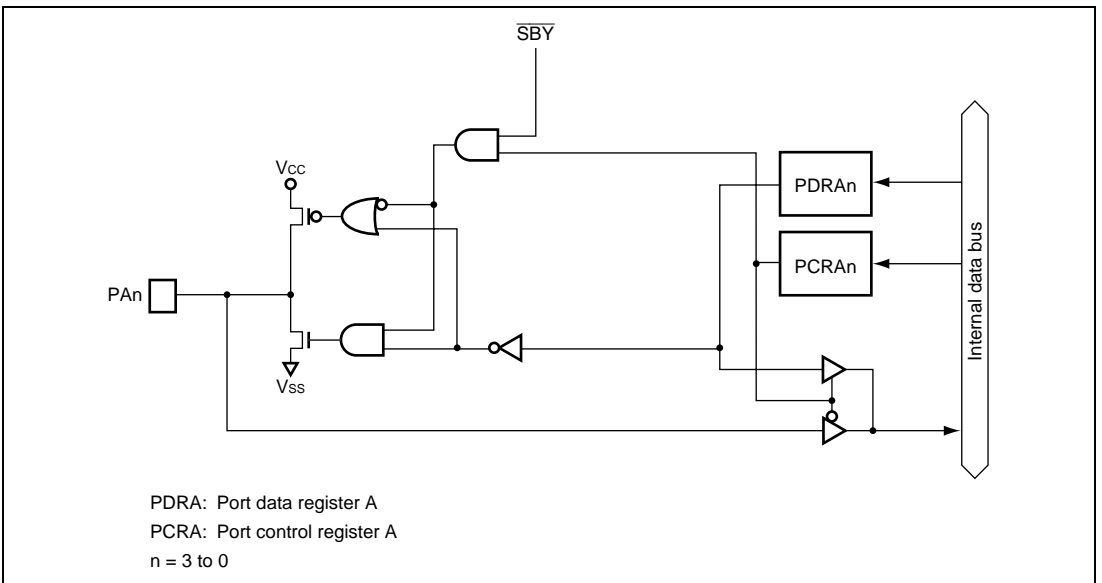 SBY
VCC
PDRAn
PCRAn
Internal data bus
PAn
VSS
PDRA: Port data register A
PCRA: Port control register A
n = 3 to 0